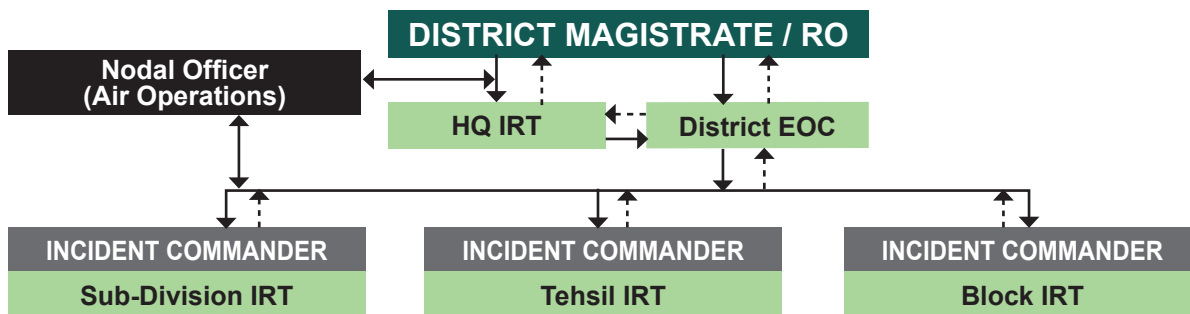 DISTRICT MAGISTRATE / RO
Nodal Officer
(Air Operations)
HQ IRT
District EOC
INCIDENT COMMANDER
INCIDENT COMMANDER
INCIDENT COMMANDER
Sub-Division IRT
Tehsil IRT
Block IRT